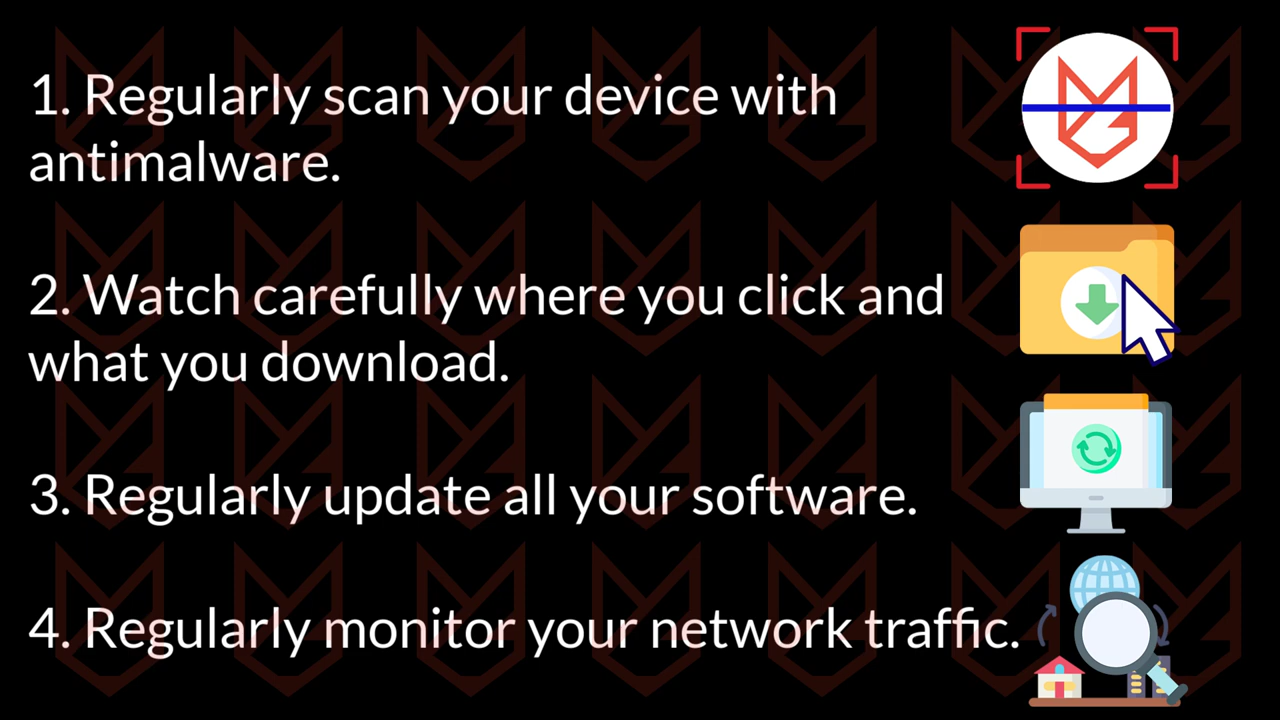 1. Regularly scan your device with
antimalware.
2. Watch carefully where you click and
what you download.
3. Regularly update all your software.
4. Regularly monitor your network traffic.